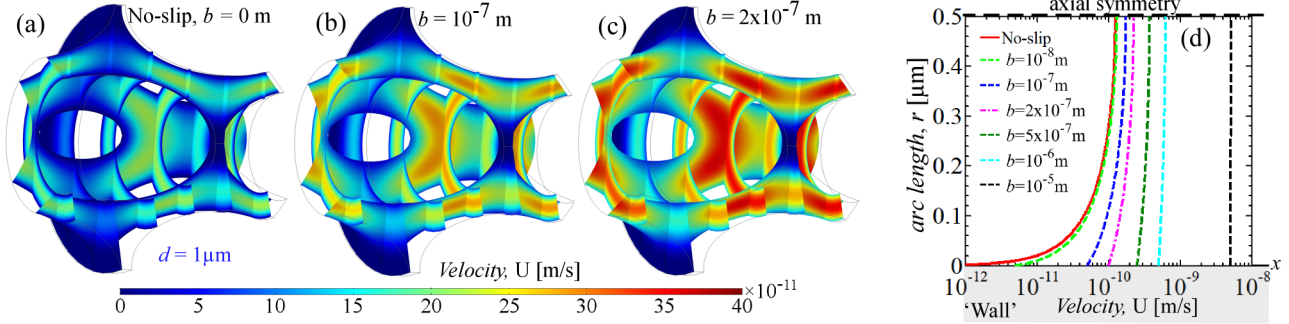 (a)
No-slip, b = 0 m
(b)
b = 10⁻⁷ m
(c)
b = 2x10⁻⁷ m
d = 1µm
Velocity, U [m/s]
×10⁻¹¹
0 5 10 15 20 25 30 35 40
axial symmetry
(d)
0.5
0.4
0.3
0.2
0.1
0
arc length, r [µm]
No-slip
b=10⁻⁸m
b=10⁻⁷m
b=2x10⁻⁷m
b=5x10⁻⁷m
b=10⁻⁶m
b=10⁻⁵m
10⁻¹² 10⁻¹¹ 10⁻¹⁰ 10⁻⁹ 10⁻⁸
x
'Wall' Velocity, U [m/s]